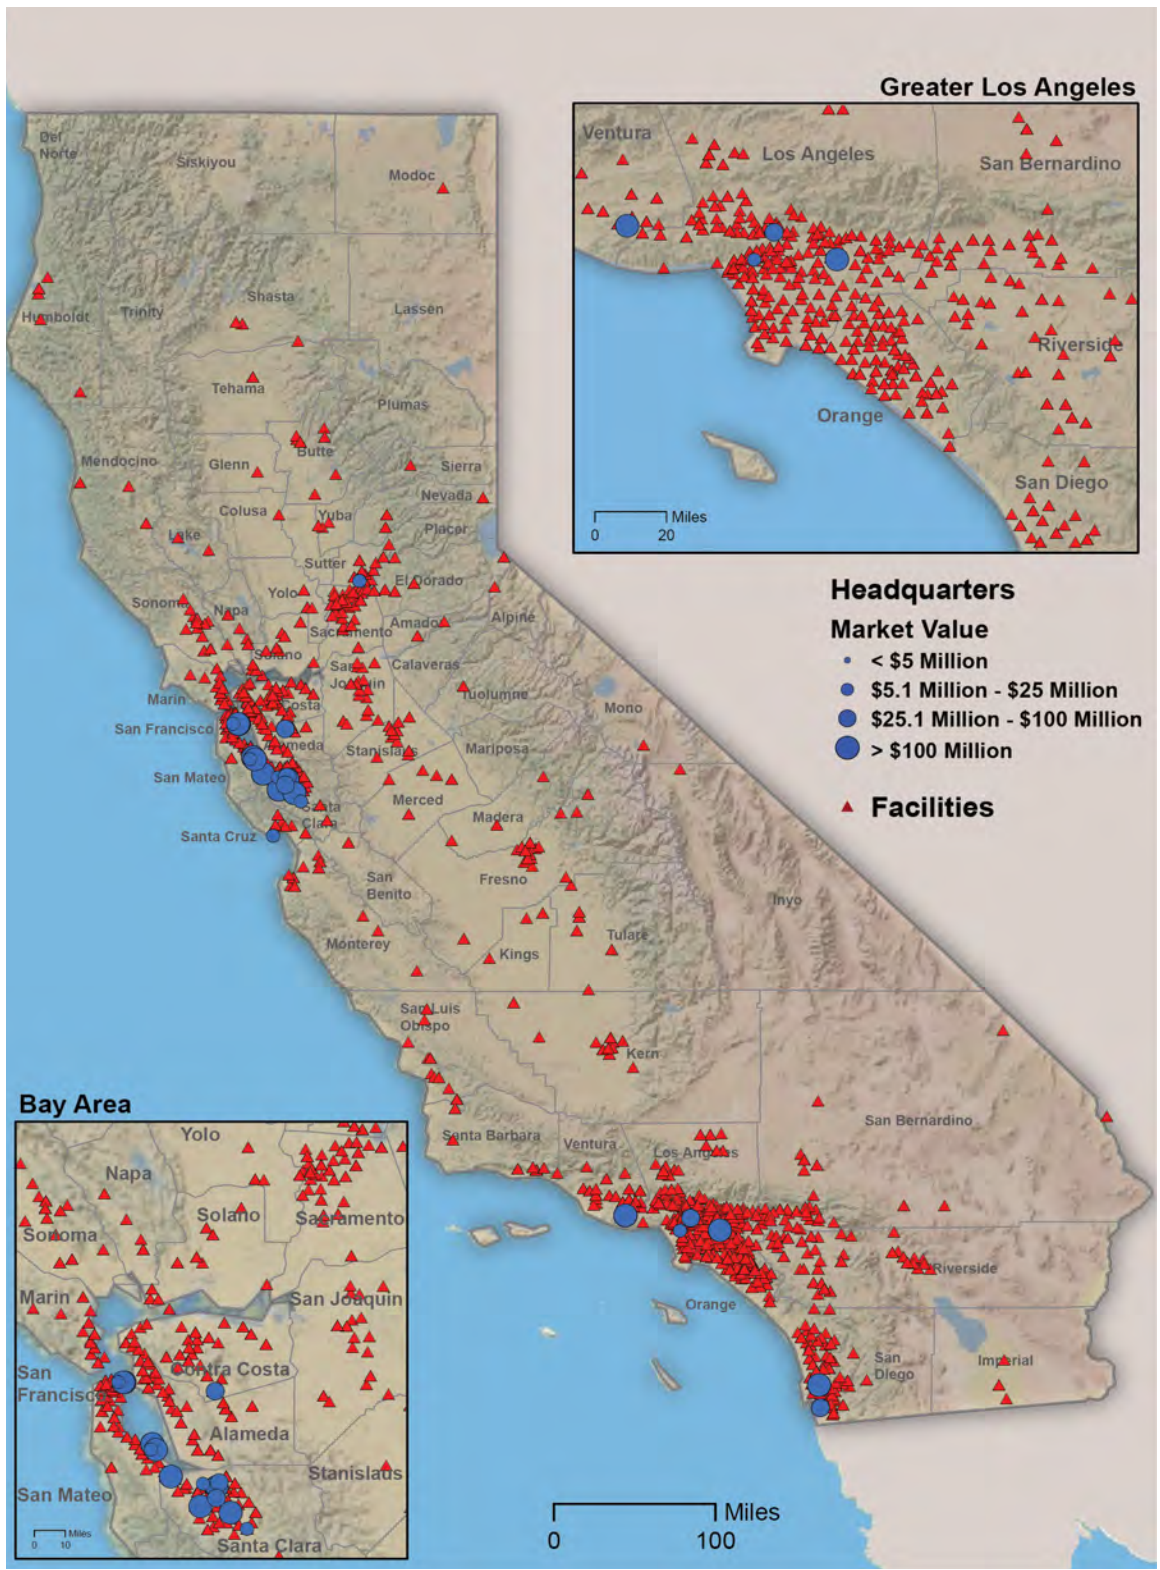 Greater Los Angeles
Ventura
Los Angeles
San Bernardino
Riverside
Orange
San Diego
Miles
0 20
Headquarters
Market Value
< $5 Million
$5.1 Million - $25 Million
$25.1 Million - $100 Million
> $100 Million
Facilities
Del
Norte
Siskiyou
Modoc
Humboldt
Trinity
Shasta
Lassen
Tehama
Plumas
Mendocino
Glenn
Butte
Sierra
Nevada
Colusa
Yuba
Placer
Lake
Sutter
El Dorado
Sonoma
Napa
Yolo
Sacramento
Amador
Alpine
Solano
San
Joaquin
Calaveras
Marin
Costa
Tuolumne
Mono
San Francisco
Alameda
Stanislaus
Mariposa
San Mateo
Santa
Clara
Merced
Madera
Santa Cruz
San
Benito
Fresno
Inyo
Monterey
Kings
Tulare
San Luis
Obispo
Kern
San Bernardino
Santa Barbara
Ventura
Los Angeles
Riverside
Orange
San
Diego
Imperial
Bay Area
Yolo
Napa
Solano
Sacramento
Sonoma
Marin
San Joaquin
Contra Costa
San
Francisco
Alameda
Stanislaus
San Mateo
Santa Clara
Miles
0 10
Miles
0 100